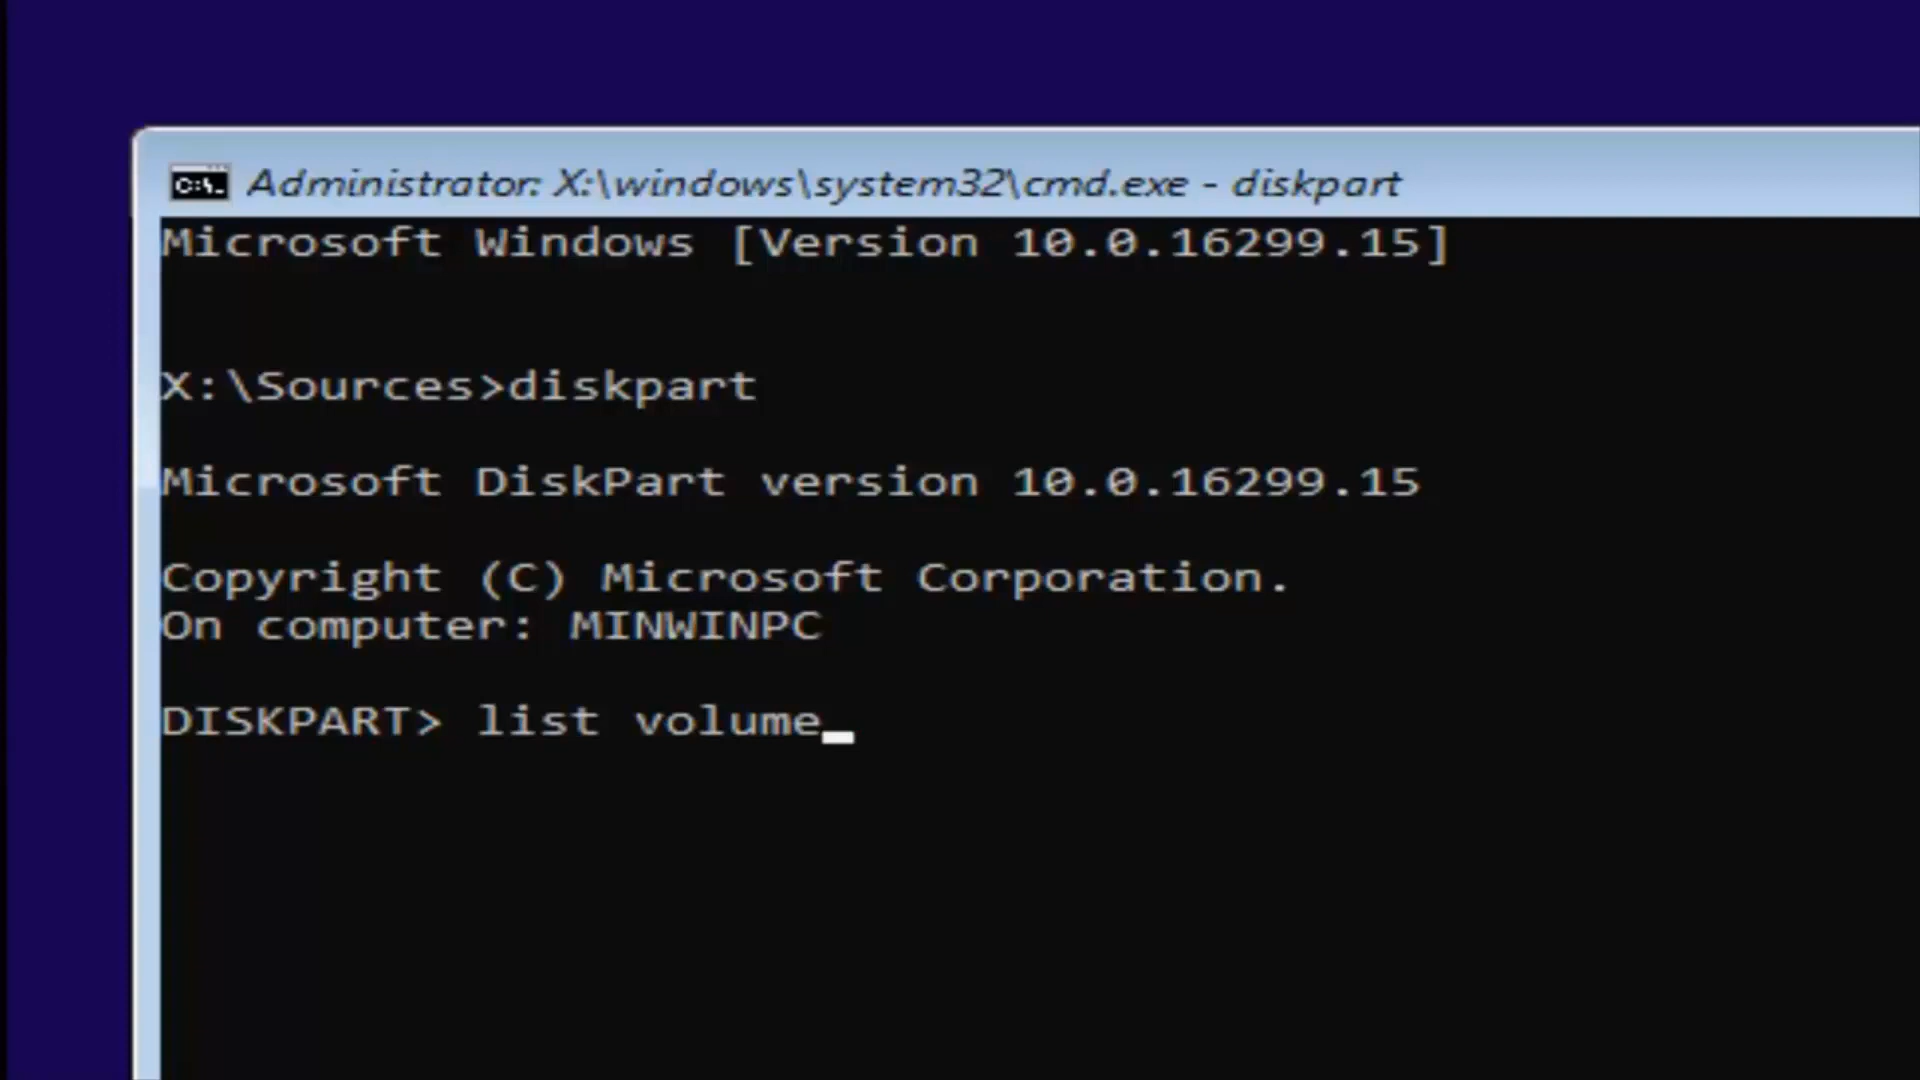 C:\.
Administrator: X:\windows\system32\cmd.exe - diskpart
Microsoft Windows [Version 10.0.16299.15]
X:\Sources>diskpart
Microsoft DiskPart version 10.0.16299.15
Copyright (C) Microsoft Corporation.
On computer: MINWINPC
DISKPART> list volume